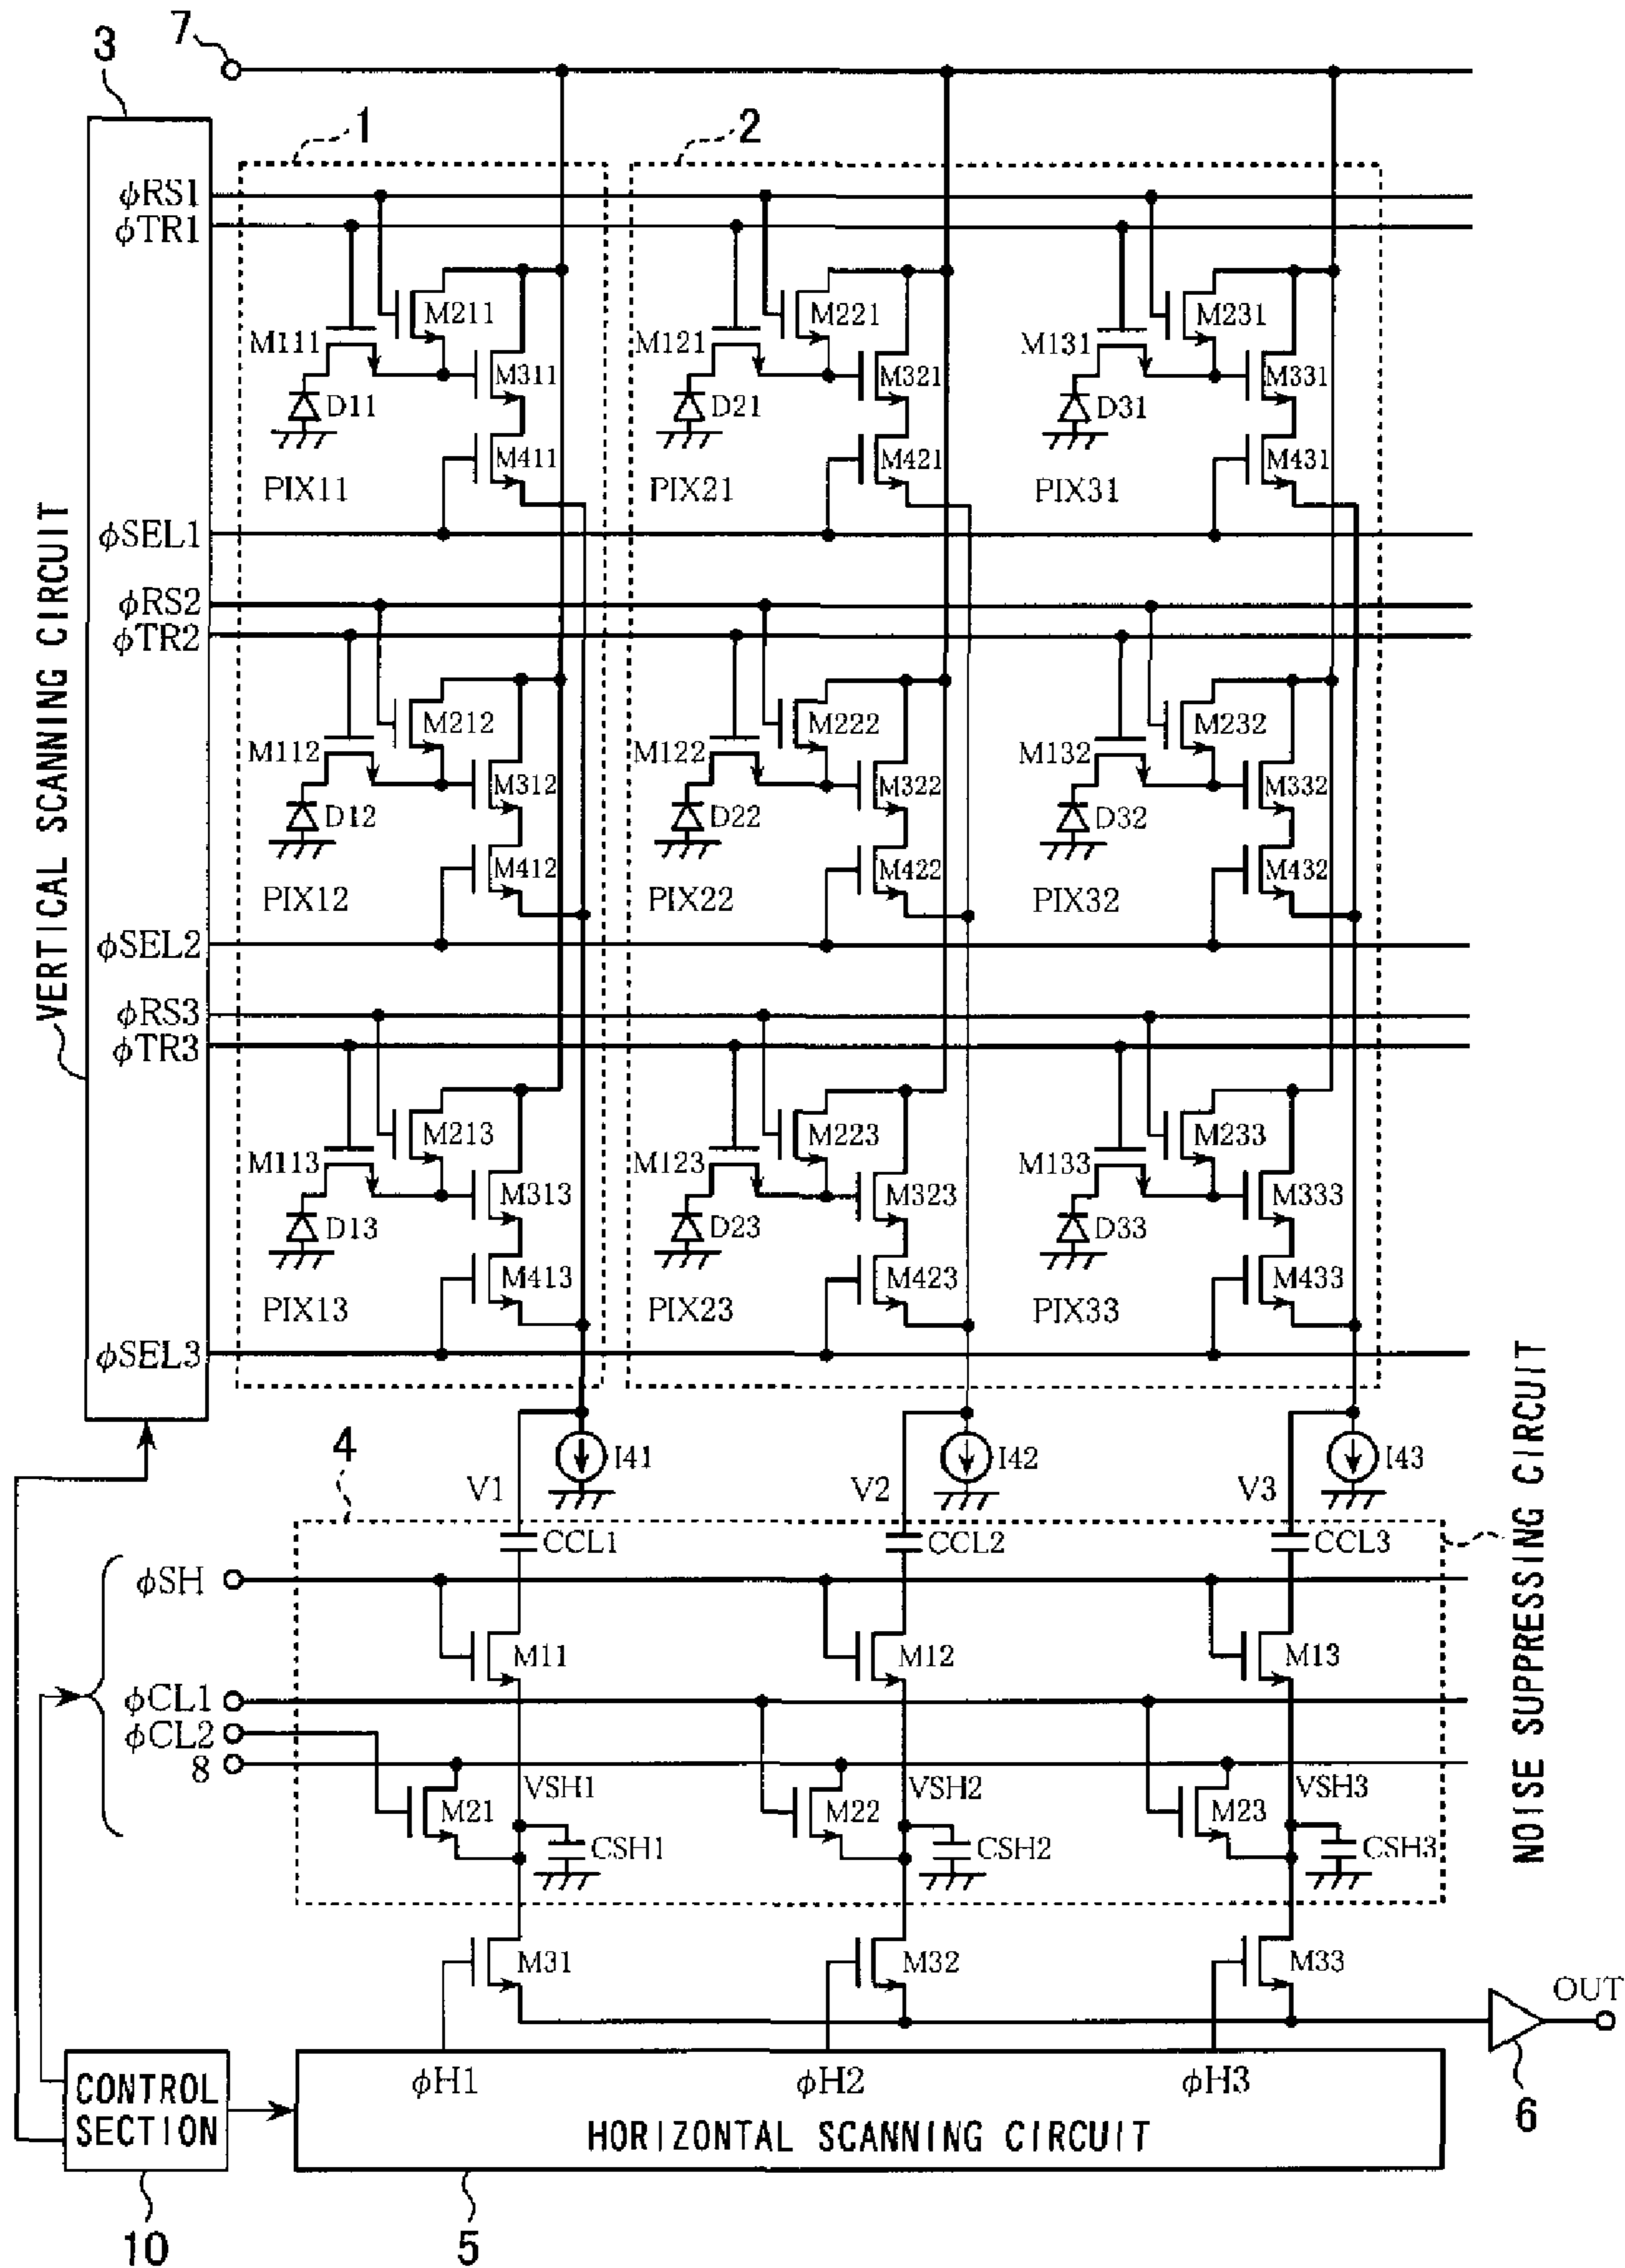 7
3
1
2
φRS1
φTR1
M211
M221
M231
M111
M121
M131
M311
M321
M331
D11
D21
D31
M411
M421
M431
PIX11
PIX21
PIX31
φSEL1
VERTICAL SCANNING CIRCUIT
φRS2
φTR2
M212
M222
M232
M112
M122
M132
M312
M322
M332
D12
D22
D32
M412
M422
M432
PIX12
PIX22
PIX32
φSEL2
φRS3
φTR3
M213
M223
M233
M113
M123
M133
M313
M323
M333
D13
D23
D33
M413
M423
M433
PIX13
PIX23
PIX33
φSEL3
4
I41
I42
I43
V1
V2
V3
CCL1
CCL2
CCL3
NOISE SUPPRESSING CIRCUIT
φSH
M11
M12
M13
φCL1
φCL2
8
VSH1
VSH2
VSH3
M21
M22
M23
CSH1
CSH2
CSH3
M31
M32
M33
OUT
6
φH1
φH2
φH3
CONTROL
SECTION
HORIZONTAL SCANNING CIRCUIT
10
5